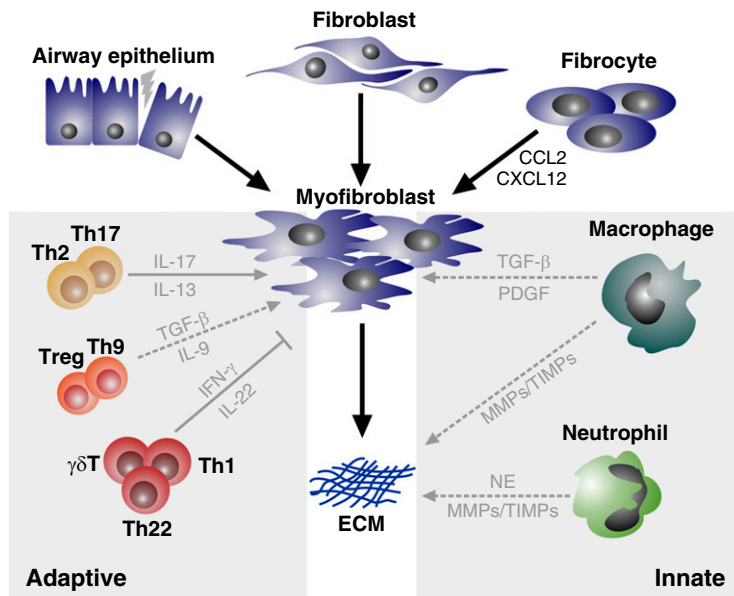 Fibroblast
Airway epithelium
Fibrocyte
CCL2
CXCL12
Myofibroblast
Th17
Th2
IL-17
IL-13
TGF-β
PDGF
Macrophage
Treg Th9
TGF-β
IL-9
IFN-γ
IL-22
MMPs/TIMPs
γδT
Th1
Th22
Neutrophil
NE
MMPs/TIMPs
ECM
Adaptive
Innate